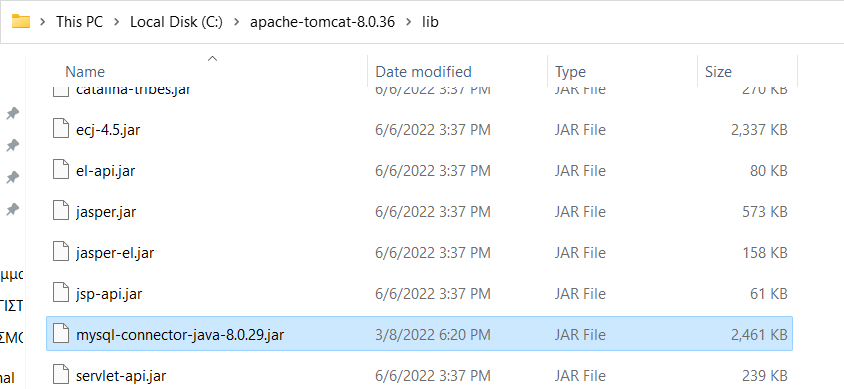 This PC > Local Disk (C:) > apache-tomcat-8.0.36 > lib
Name Date modified Type Size
catalina-tribes.jar 6/6/2022 3:37 PM JAR File 270 KB
ecj-4.5.jar 6/6/2022 3:37 PM JAR File 2,337 KB
el-api.jar 6/6/2022 3:37 PM JAR File 80 KB
jasper.jar 6/6/2022 3:37 PM JAR File 573 KB
jasper-el.jar 6/6/2022 3:37 PM JAR File 158 KB
μμα
jsp-api.jar 6/6/2022 3:37 PM JAR File 61 KB
ΓΙΣΤ
mysql-connector-java-8.0.29.jar 3/8/2022 6:20 PM JAR File 2,461 KB
ΣΜΟ
servlet-api.jar 6/6/2022 3:37 PM JAR File 239 KB
nal